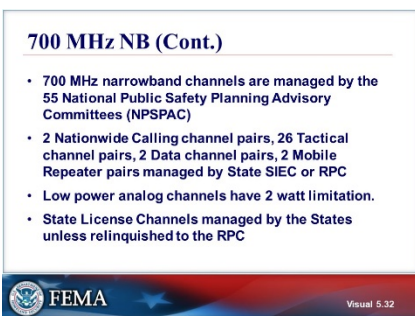 700 MHz NB (Cont.)
• 700 MHz narrowband channels are managed by the
55 National Public Safety Planning Advisory
Committees (NPSPAC)
• 2 Nationwide Calling channel pairs, 26 Tactical
channel pairs, 2 Data channel pairs, 2 Mobile
Repeater pairs managed by State SIEC or RPC
• Low power analog channels have 2 watt limitation.
• State License Channels managed by the States
unless relinquished to the RPC
FEMA
Visual 5.32